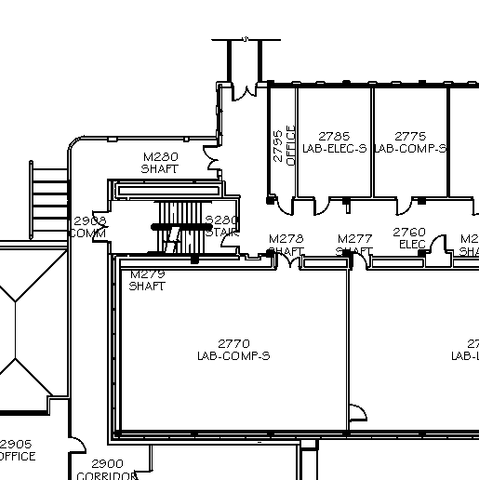 2795
OFFICE
2785
LAB-ELEC-S
2775
LAB-COMP-S
M280
SHAFT
2908
COMM
S280
STAIR
M278
SHAFT
M277
SHAFT
2760
ELEC
M279
SHAFT
2770
LAB-COMP-S
2905
OFFICE
2900
CORRIDOR